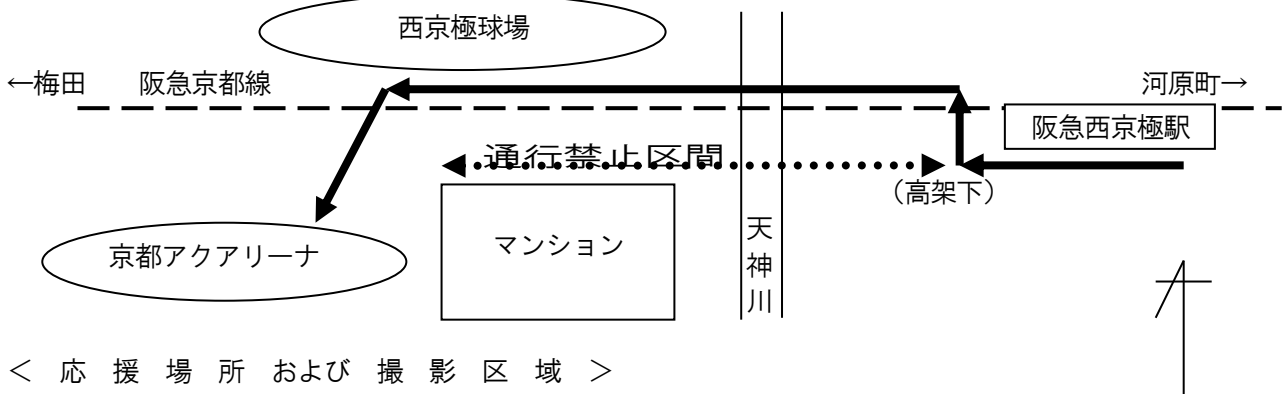 西京極球場
←梅田 阪急京都線 河原町→
阪急西京極駅
通行禁止区間
(高架下)
京都アクアリーナ
マンション
天神川
< 応 援 場 所 および 撮 影 区 域 >